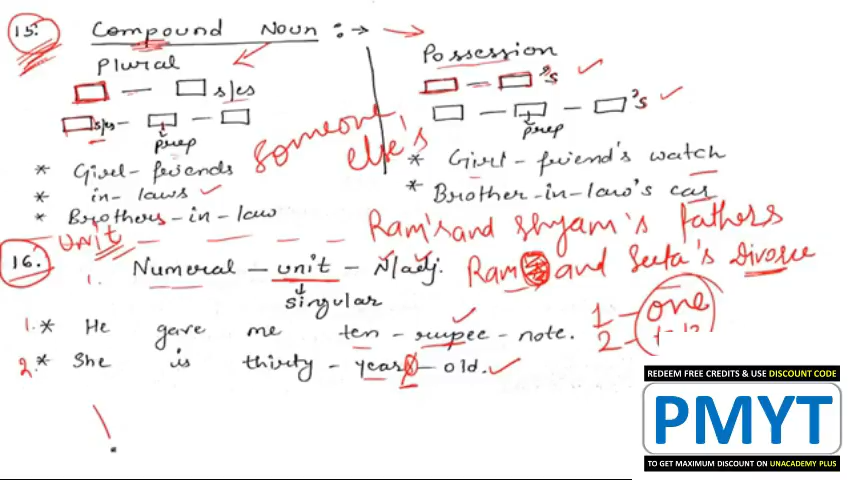 15. Compound Noun :→
Plural
s/es
s/es
prep
* Girl-friends
* in-laws
* Brothers-in-law
Possession
's
's
prep
* Girl-friend's watch
* Brother-in-law's car
someone else's
Ram's and Shyam's fathers
Ram and Seeta's divorce
UNIT
16. Numeral - unit - N/adj.
1.
singular
1.* He gave me ten-rupee-note.
2.* She is thirty-year-old.
1 - one
2 -
REDEEM FREE CREDITS & USE DISCOUNT CODE
PMYT
TO GET MAXIMUM DISCOUNT ON UNACADEMY PLUS